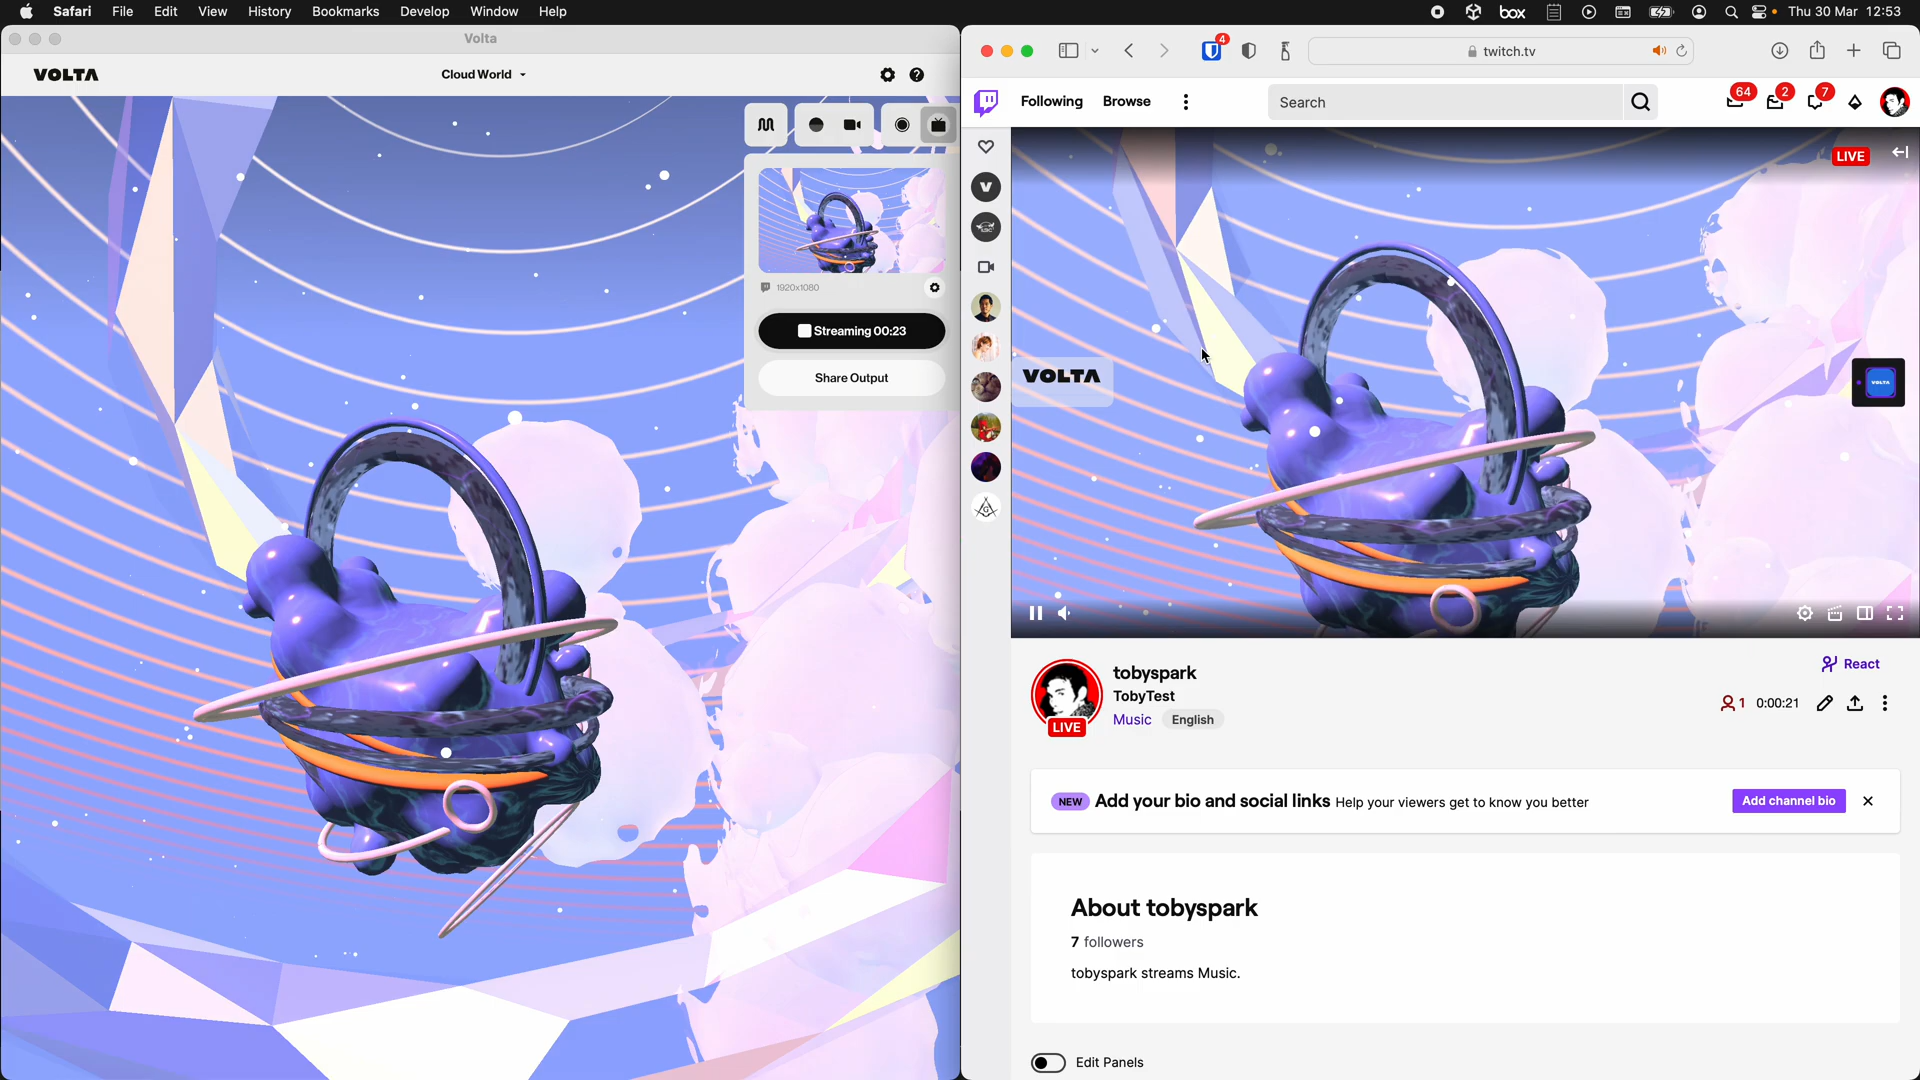 Safari File Edit View History Bookmarks Develop Window Help
box
Thu 30 Mar 12:53
Volta
VOLTA
Cloud World
1920x1080
Streaming 00:23
Share Output
4
twitch.tv
Following Browse
Search
64
2
7
LIVE
VOLTA
VOLTA
tobyspark
TobyTest
Music
English
LIVE
React
1 0:00:21
NEW Add your bio and social links Help your viewers get to know you better
Add channel bio
About tobyspark
7 followers
tobyspark streams Music.
Edit Panels